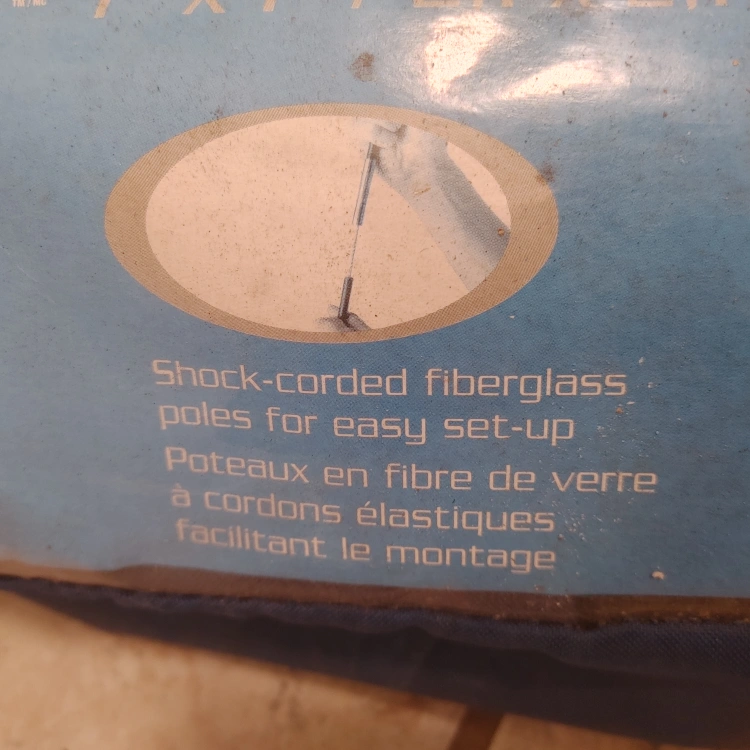 Shock-corded fiberglass
poles for easy set-up
Poteaux en fibre de verre
à cordons élastiques
facilitant le montage